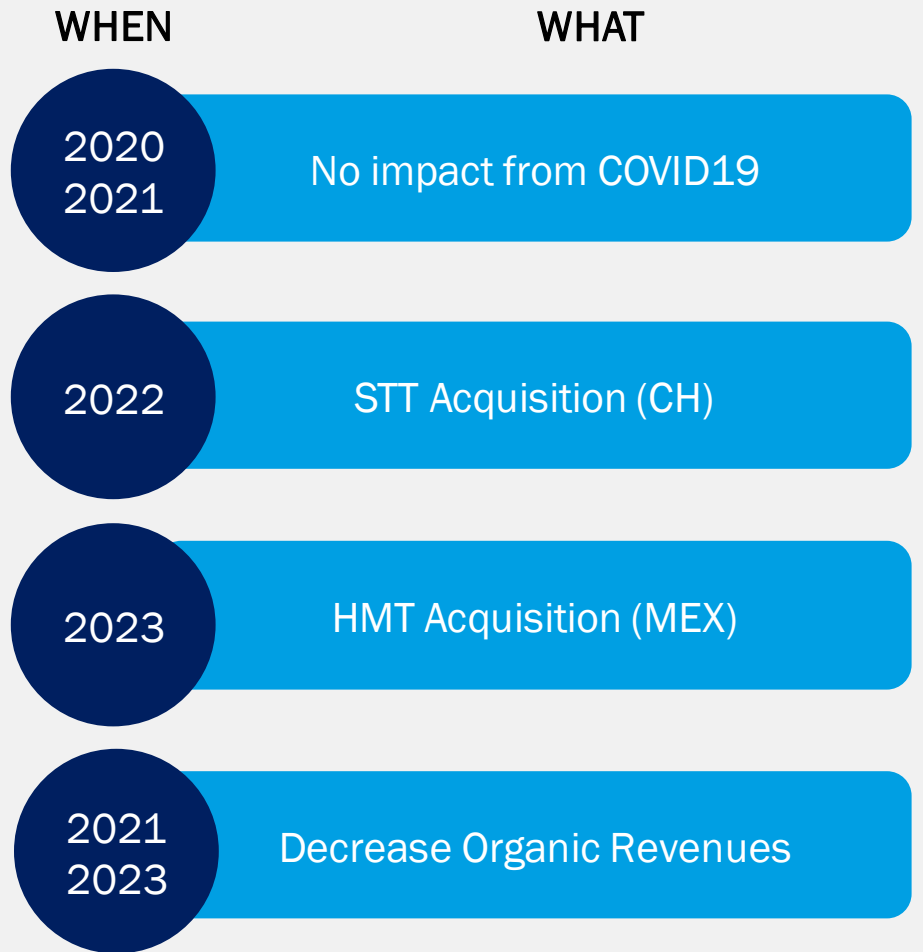 WHEN
WHAT
2020
2021
No impact from COVID19
2022
STT Acquisition (CH)
2023
HMT Acquisition (MEX)
2021
2023
Decrease Organic Revenues